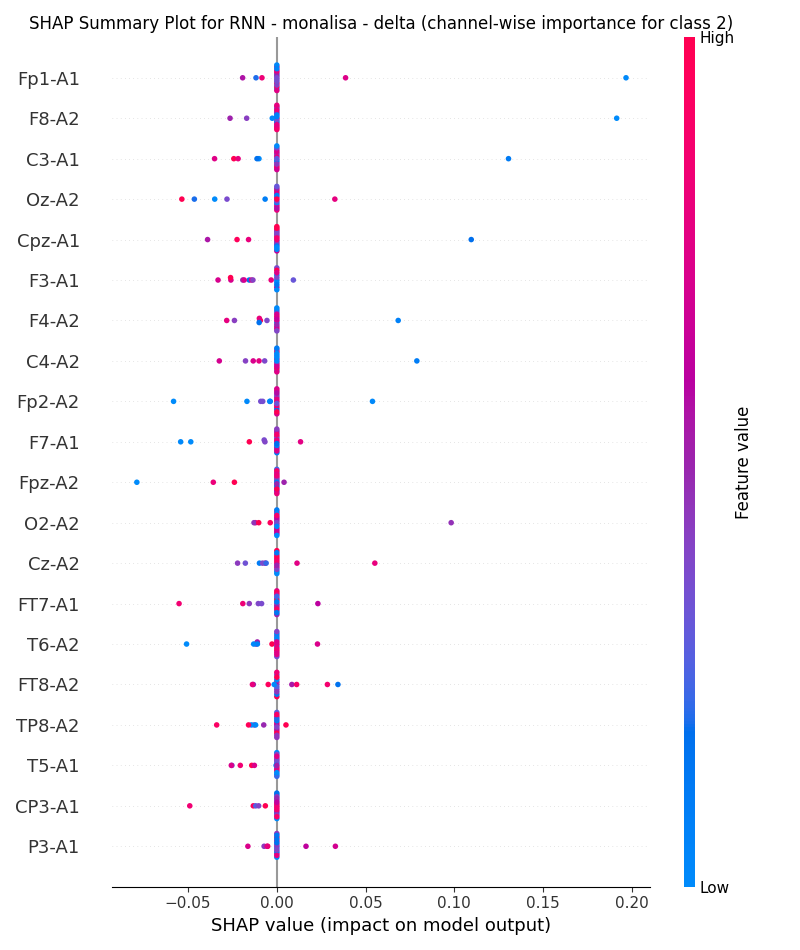 SHAP Summary Plot for RNN - monalisa - delta (channel-wise importance for class 2)
High
Fp1-A1
F8-A2
C3-A1
Oz-A2
Cpz-A1
F3-A1
F4-A2
C4-A2
Fp2-A2
F7-A1
Fpz-A2
O2-A2
Cz-A2
FT7-A1
T6-A2
FT8-A2
TP8-A2
T5-A1
CP3-A1
P3-A1
Feature value
Low
−0.05 0.00 0.05 0.10 0.15 0.20
SHAP value (impact on model output)